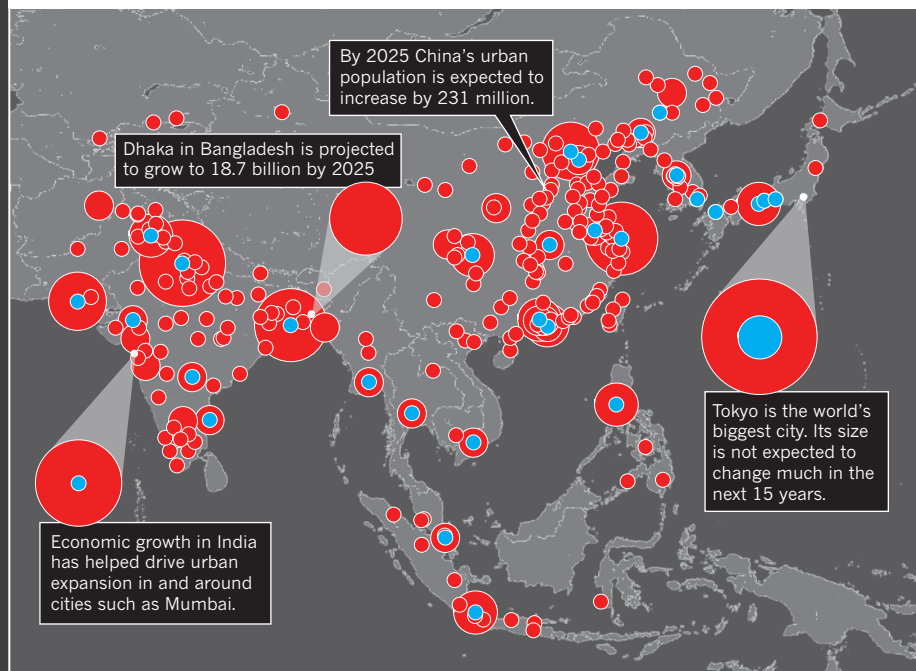 By 2025 China's urban
population is expected to
increase by 231 million.
Dhaka in Bangladesh is projected
to grow to 18.7 billion by 2025
Tokyo is the world's
biggest city. Its size
is not expected to
change much in the
next 15 years.
Economic growth in India
has helped drive urban
expansion in and around
cities such as Mumbai.